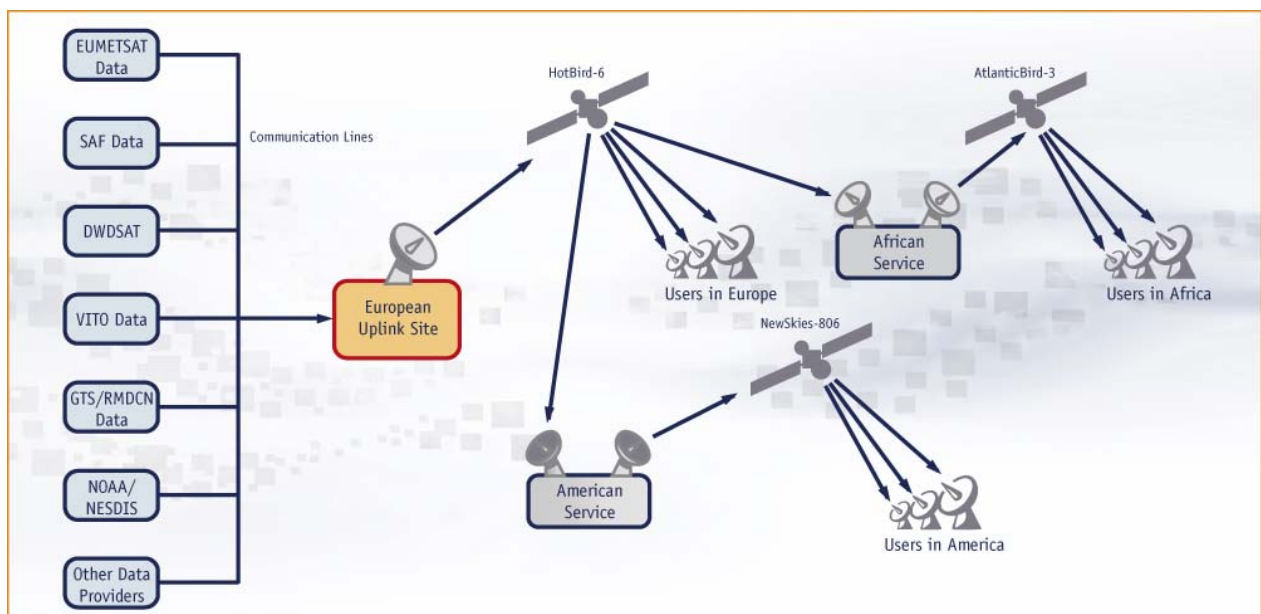 EUMETSAT
Data
SAF Data
DWDSAT
VITO Data
GTS/RMDCN
Data
NOAA/
NESDIS
Other Data
Providers
Communication Lines
European
Uplink Site
HotBird-6
Users in Europe
African
Service
AtlanticBird-3
Users in Africa
American
Service
NewSkies-806
Users in America